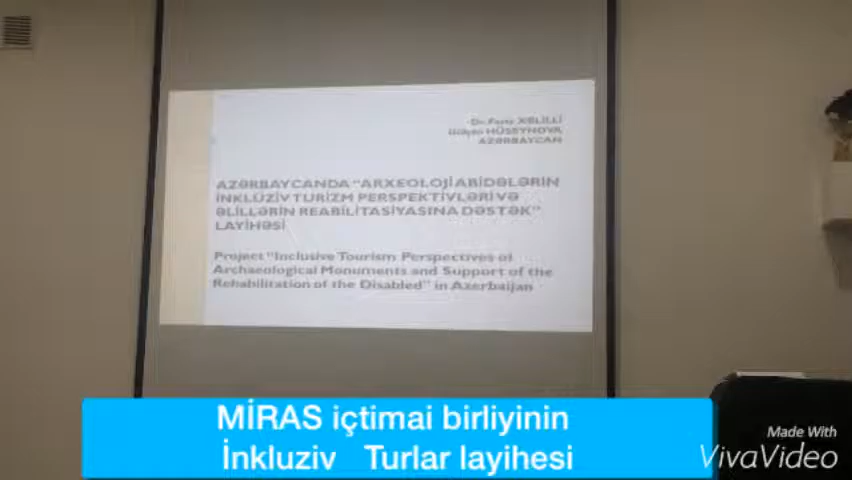 Dr. Fariz XƏLİLLİ
Gülşən HÜSEYNOVA
AZƏRBAYCAN
AZƏRBAYCANDA "ARXEOLOJİ ABİDƏLƏRİN
İNKLÜZİV TURİZM PERSPEKTİVLƏRİ VƏ
ƏLİLLƏRİN REABİLİTASİYASINA DƏSTƏK"
LAYİHƏSİ
Project "Inclusive Tourism Perspectives of
Archaeological Monuments and Support of the
Rehabilitation of the Disabled" in Azerbaijan
MİRAS içtimai birliyinin
İnkluziv Turlar layihesi
Made With
VivaVideo